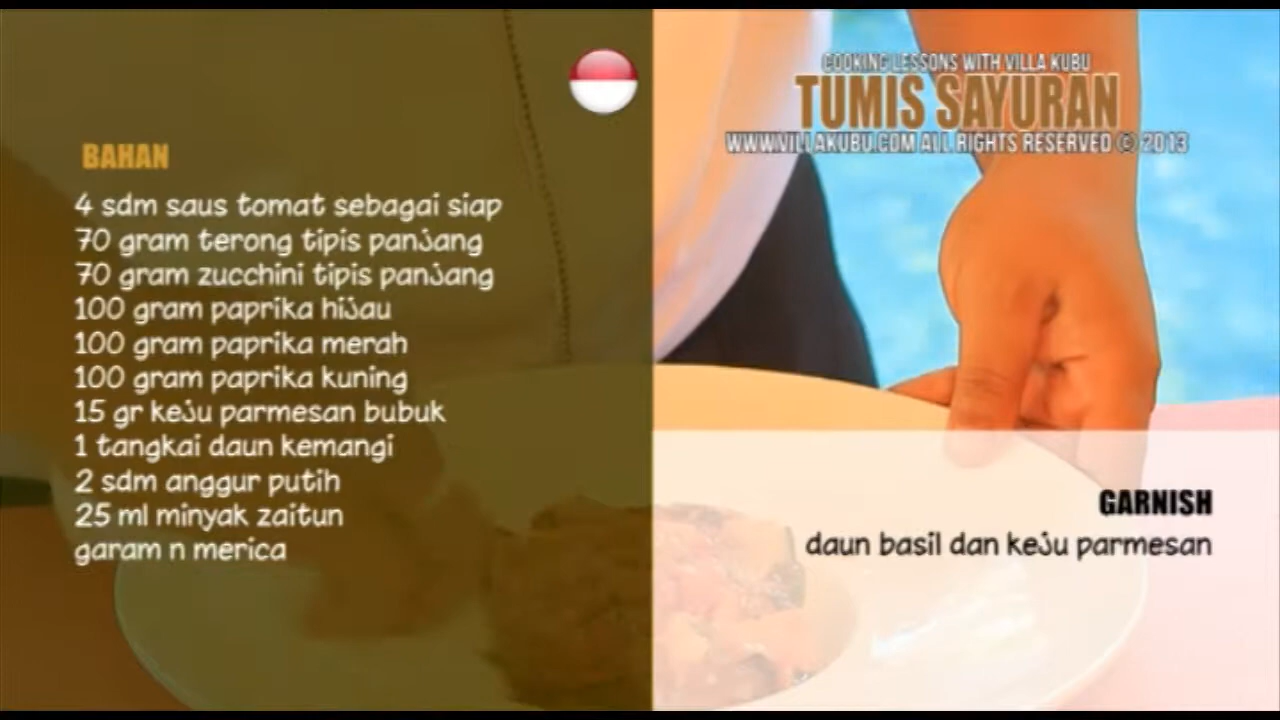 BAHAN
4 sdm saus tomat sebagai siap
70 gram terong tipis panjang
70 gram zucchini tipis panjang
100 gram paprika hijau
100 gram paprika merah
100 gram paprika kuning
15 gr keju parmesan bubuk
1 tangkai daun kemangi
2 sdm anggur putih
25 ml minyak zaitun
garam n merica
COOKING LESSONS WITH VILLA KUBU
TUMIS SAYURAN
WWW.VILLAKUBU.COM ALL RIGHTS RESERVED © 2013
GARNISH
daun basil dan keju parmesan